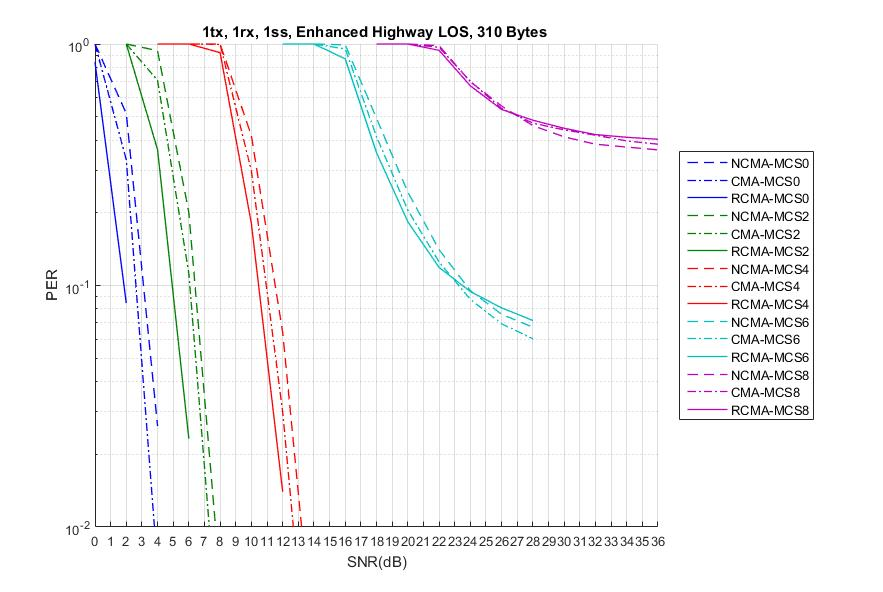 1tx, 1rx, 1ss, Enhanced Highway LOS, 310 Bytes
10^0
10^-1
10^-2
PER
0 1 2 3 4 5 6 7 8 9 10 11 12 13 14 15 16 17 18 19 20 21 22 23 24 25 26 27 28 29 30 31 32 33 34 35 36
SNR(dB)
NCMA-MCS0
CMA-MCS0
RCMA-MCS0
NCMA-MCS2
CMA-MCS2
RCMA-MCS2
NCMA-MCS4
CMA-MCS4
RCMA-MCS4
NCMA-MCS6
CMA-MCS6
RCMA-MCS6
NCMA-MCS8
CMA-MCS8
RCMA-MCS8